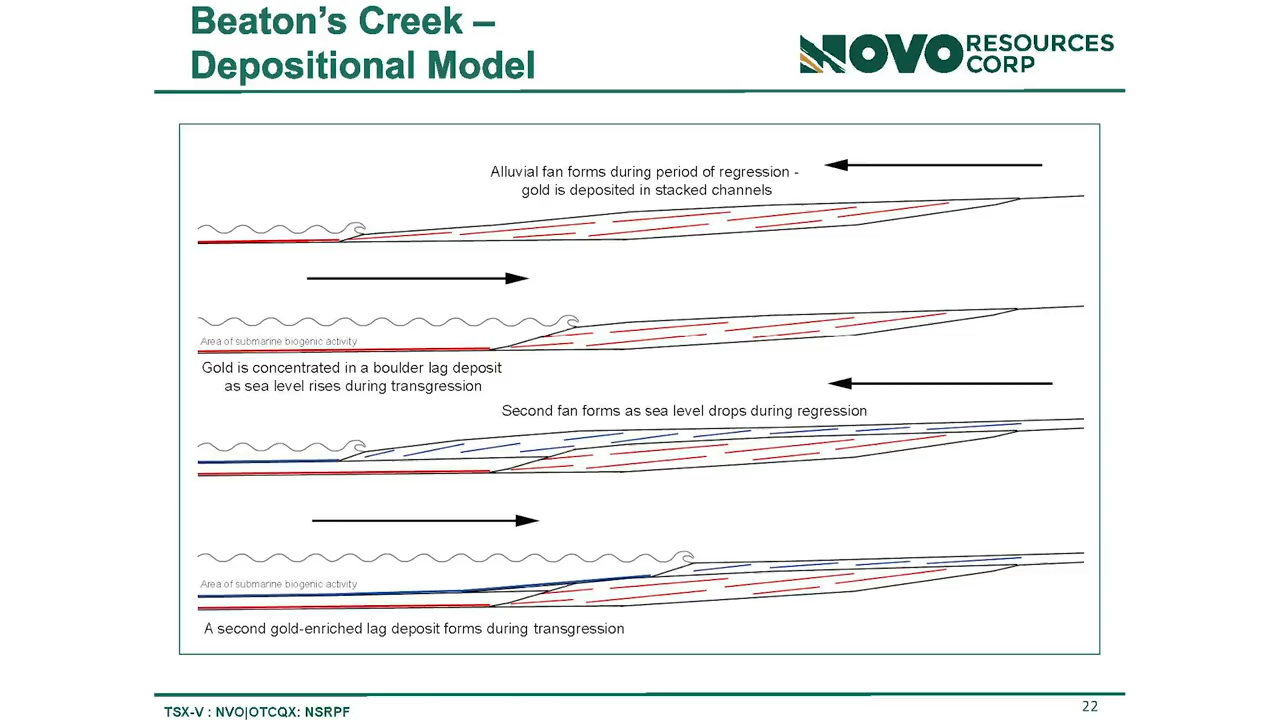 Beaton's Creek –
Depositional Model
NOVO RESOURCES CORP
Alluvial fan forms during period of regression -
gold is deposited in stacked channels
Area of submarine biogenic activity
Gold is concentrated in a boulder lag deposit
as sea level rises during transgression
Second fan forms as sea level drops during regression
Area of submarine biogenic activity
A second gold-enriched lag deposit forms during transgression
TSX-V : NVO|OTCQX: NSRPF
22